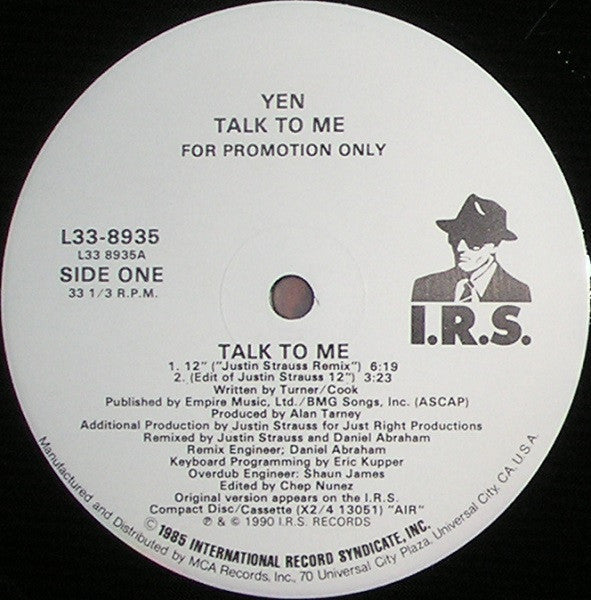 YEN
TALK TO ME
FOR PROMOTION ONLY
L33-8935
L33 8935A
SIDE ONE
33 1/3 R.P.M.
I.R.S.
TALK TO ME
1. 12" ("Justin Strauss Remix") 6:19
2. (Edit of Justin Strauss 12") 3:23
Written by Turner/Cook
Published by Empire Music, Ltd./BMG Songs, Inc. (ASCAP)
Produced by Alan Tarney
Additional Production by Justin Strauss for Just Right Productions
Remixed by Justin Strauss and Daniel Abraham
Remix Engineer; Daniel Abraham
Keyboard Programming by Eric Kupper
Overdub Engineer: Shaun James
Edited by Chep Nunez
Original version appears on the I.R.S.
Compact Disc/Cassette (X2/4 13051) "AIR"
℗ & © 1990 I.R.S. RECORDS
© 1985 INTERNATIONAL RECORD SYNDICATE, INC.
Manufactured and Distributed by MCA Records, Inc., 70 Universal City Plaza, Universal City, CA. U.S.A